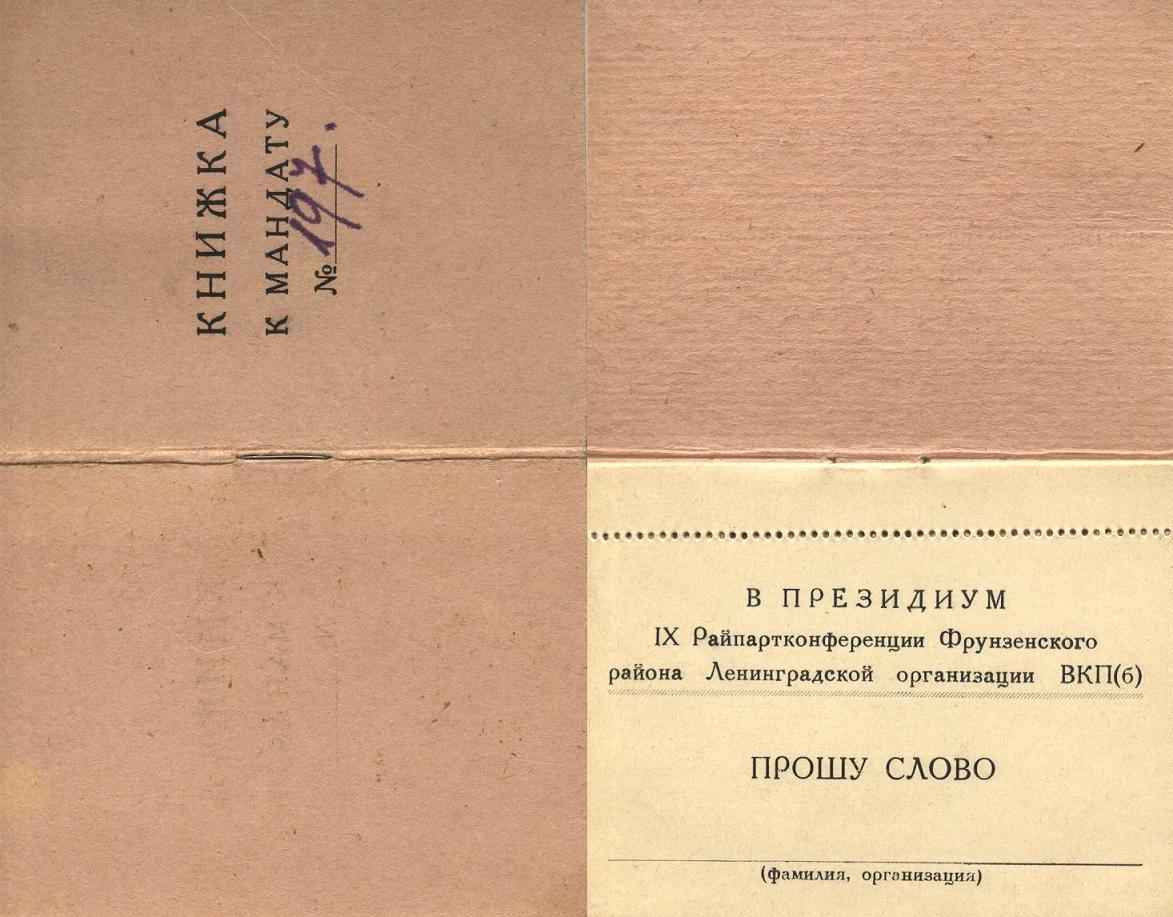 КНИЖКА
К МАНДАТУ
№ 197.
В ПРЕЗИДИУМ
IX Райпартконференции Фрунзенского
района Ленинградской организации ВКП(б)
ПРОШУ СЛОВО
(фамилия, организация)